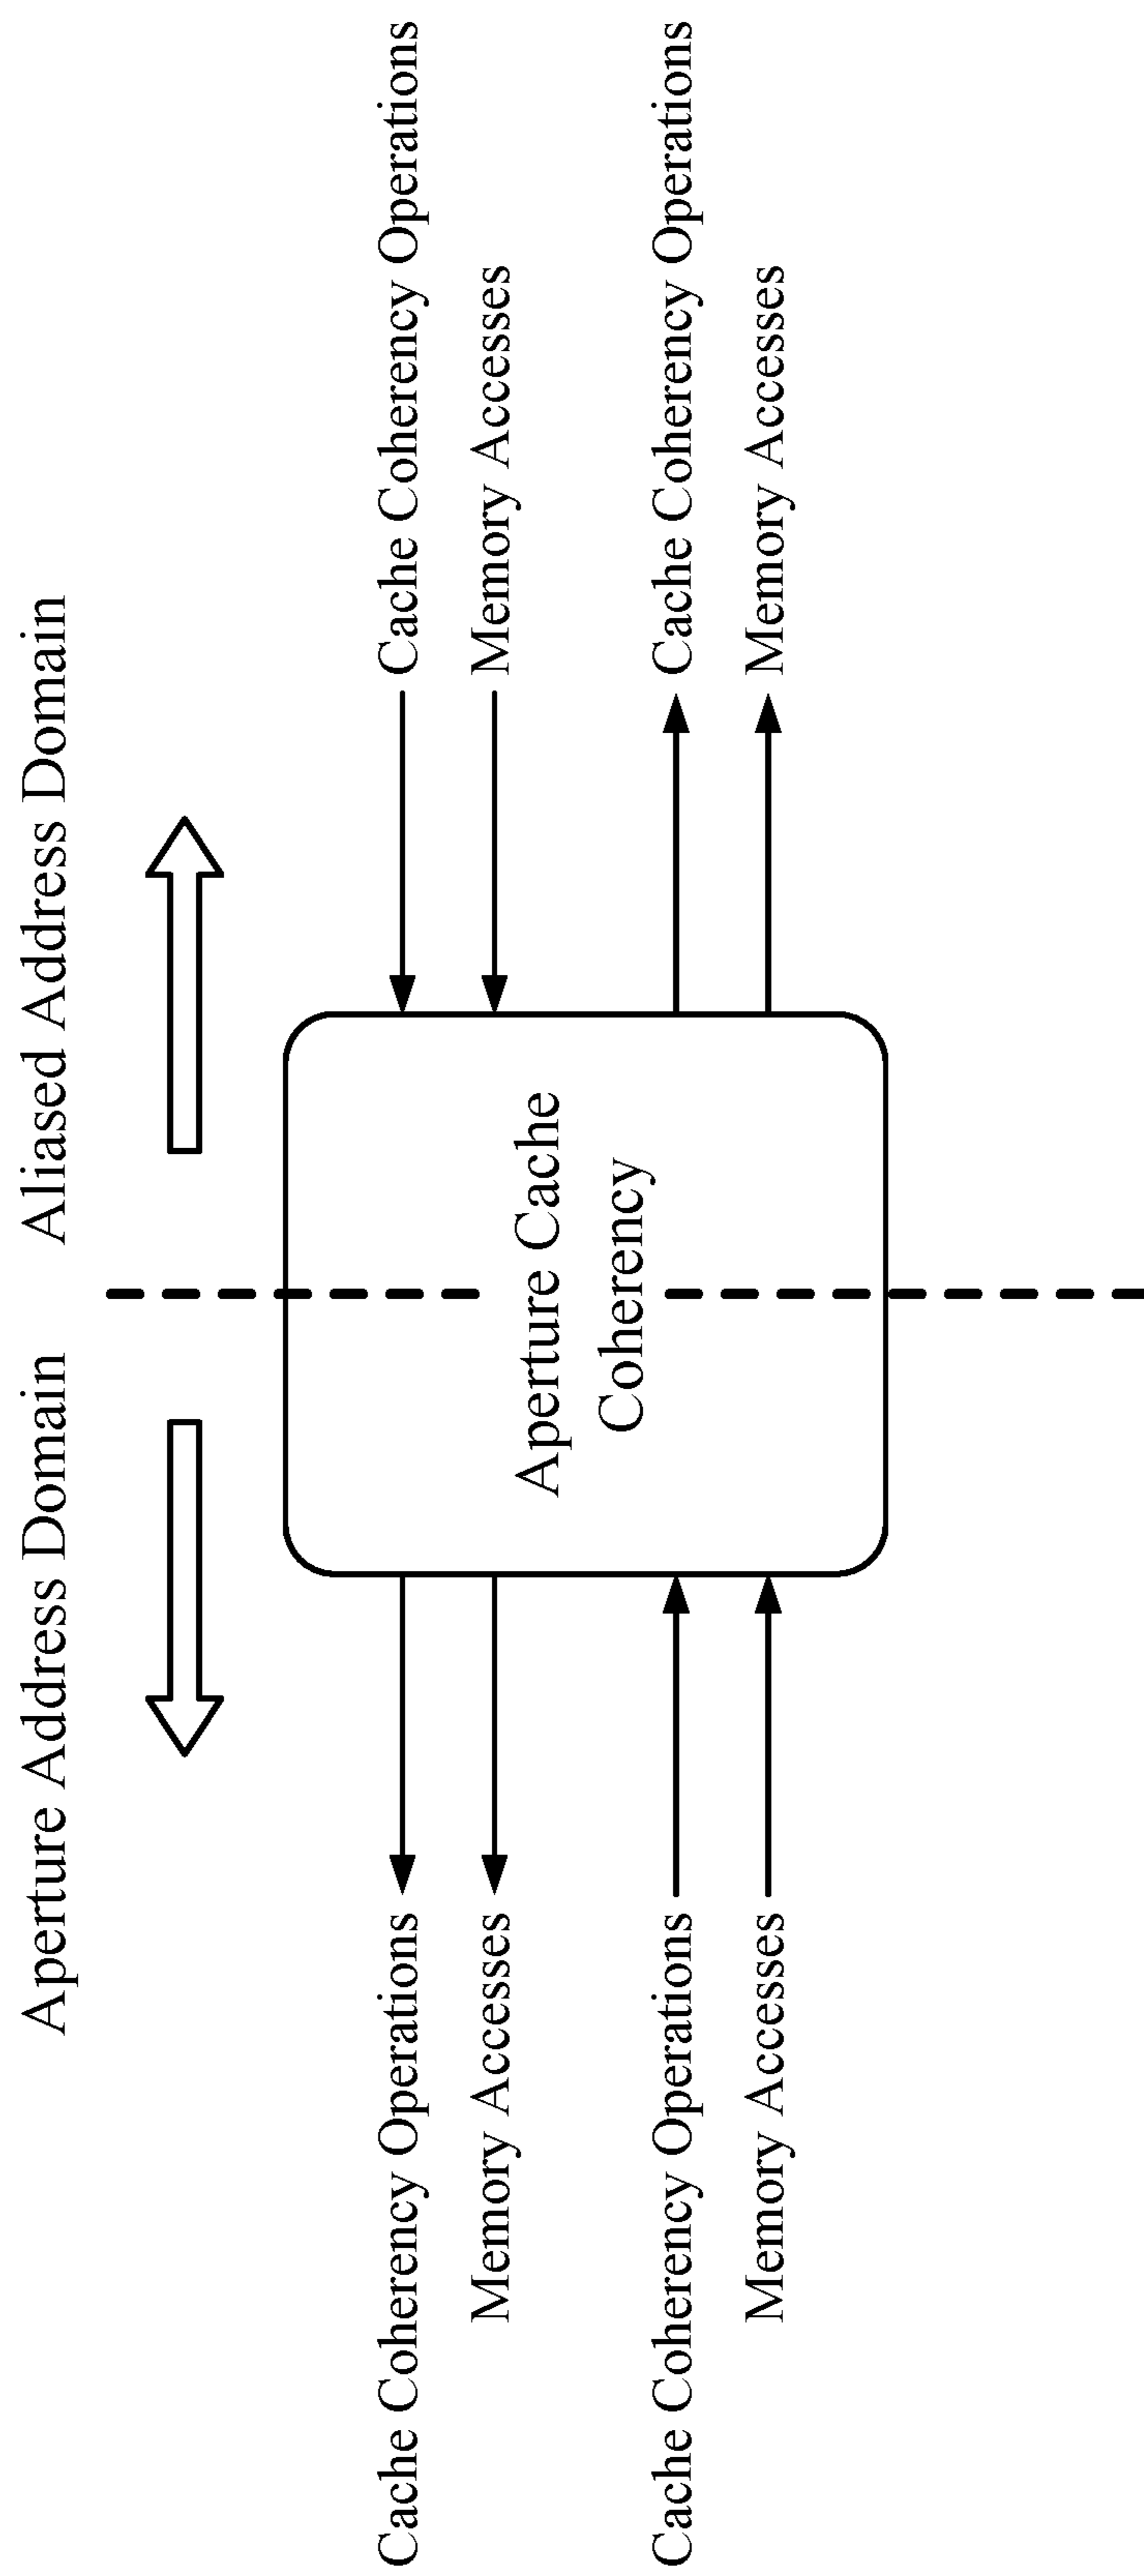 Aperture Address Domain
Aliased Address Domain
Cache Coherency Operations
Cache Coherency Operations
Memory Accesses
Memory Accesses
Aperture Cache
Coherency
Cache Coherency Operations
Cache Coherency Operations
Memory Accesses
Memory Accesses